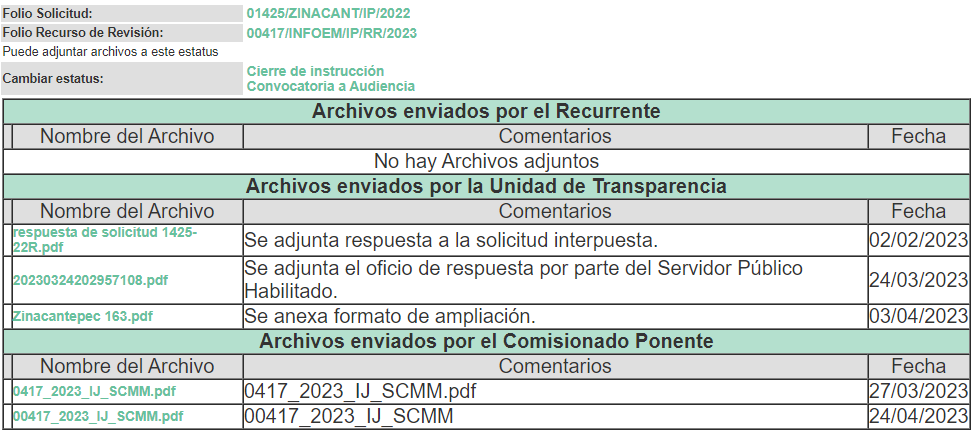 Folio Solicitud: 01425/ZINACANT/IP/2022
Folio Recurso de Revisión: 00417/INFOEM/IP/RR/2023
Puede adjuntar archivos a este estatus
Cambiar estatus: Cierre de instrucción
Convocatoria a Audiencia
Archivos enviados por el Recurrente
Nombre del Archivo Comentarios Fecha
No hay Archivos adjuntos
Archivos enviados por la Unidad de Transparencia
Nombre del Archivo Comentarios Fecha
respuesta de solicitud 1425-
22R.pdf Se adjunta respuesta a la solicitud interpuesta. 02/02/2023
20230324202957108.pdf Se adjunta el oficio de respuesta por parte del Servidor Público
Habilitado. 24/03/2023
Zinacantepec 163.pdf Se anexa formato de ampliación. 03/04/2023
Archivos enviados por el Comisionado Ponente
Nombre del Archivo Comentarios Fecha
0417_2023_IJ_SCMM.pdf 0417_2023_IJ_SCMM.pdf 27/03/2023
00417_2023_IJ_SCMM.pdf 00417_2023_IJ_SCMM 24/04/2023